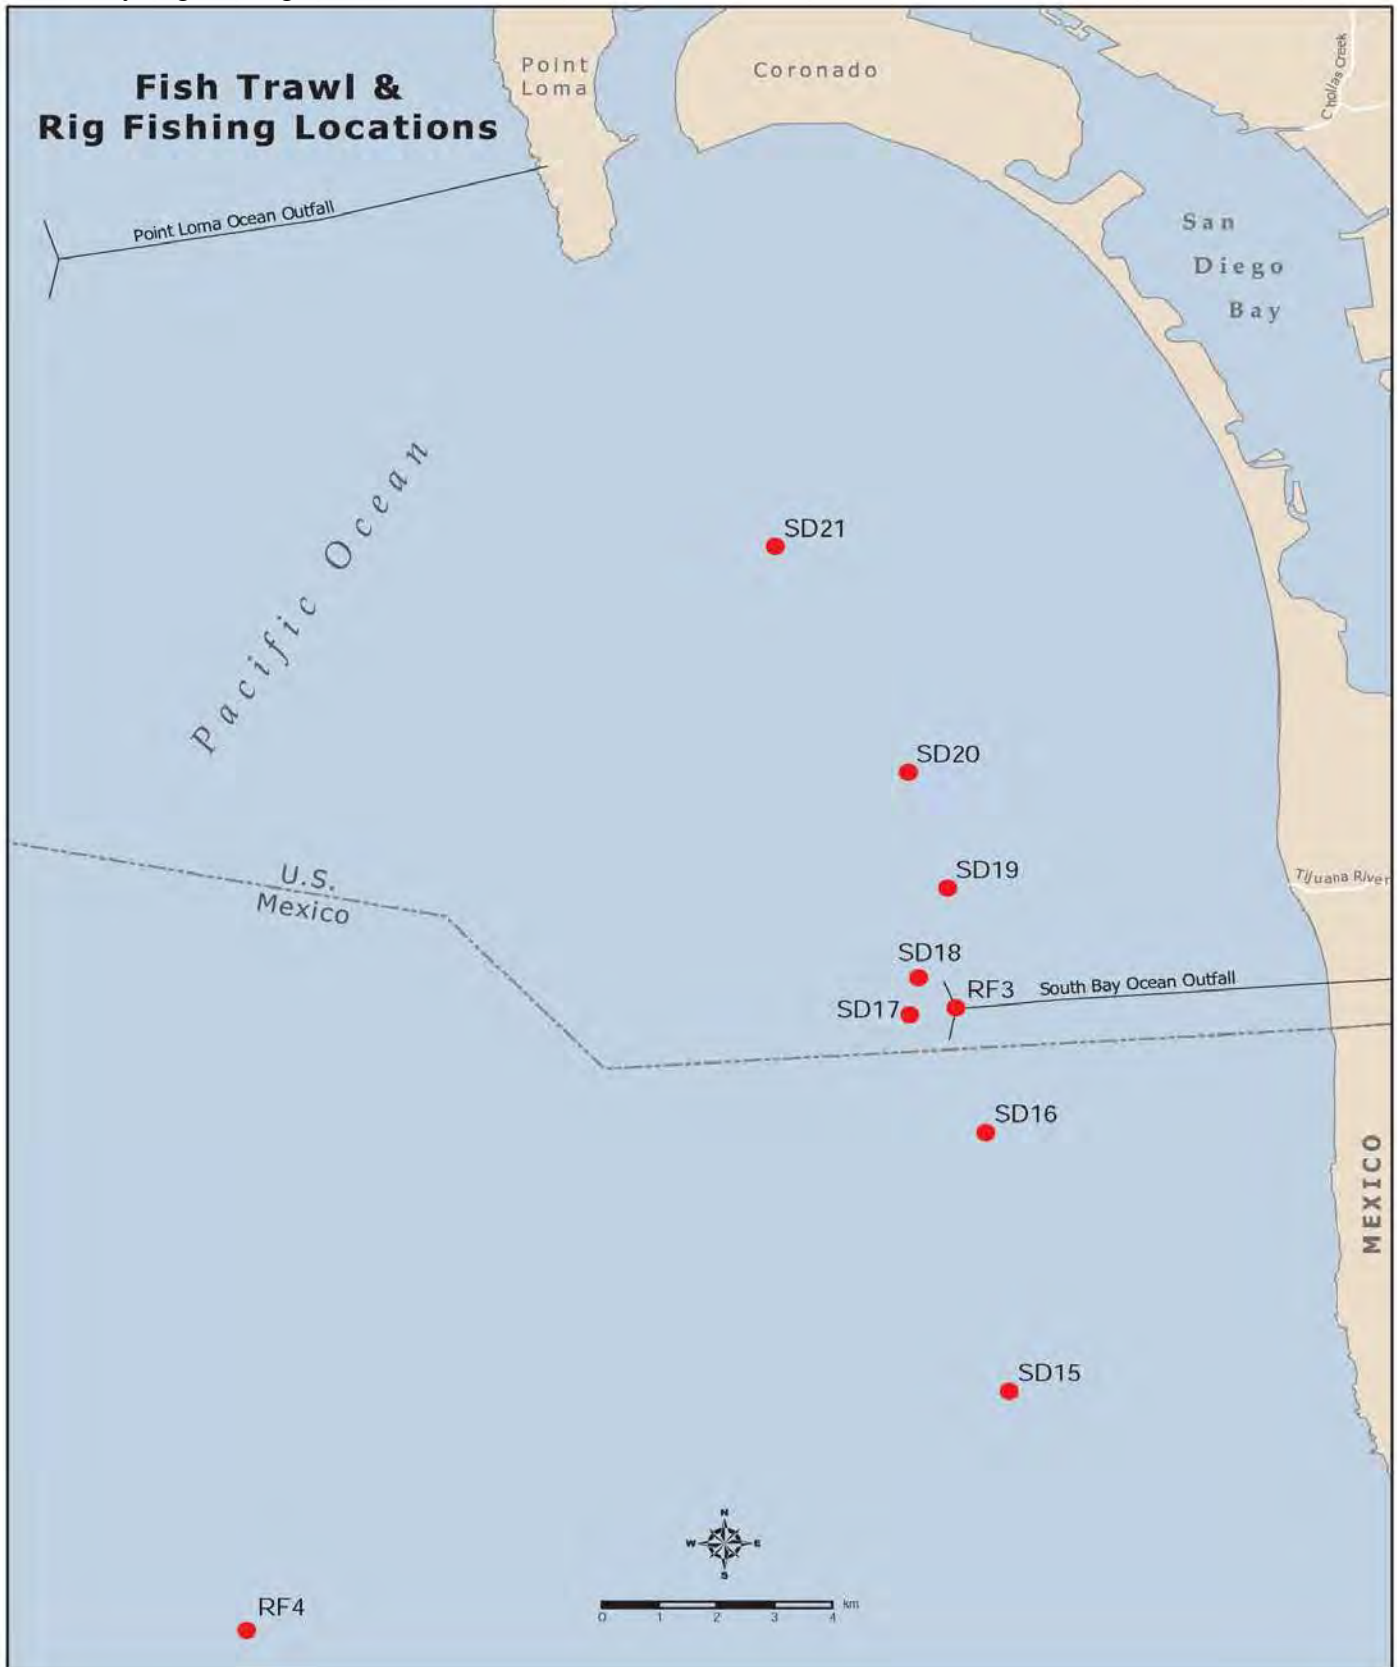 Fish Trawl &
Rig Fishing Locations
Point
Loma
Coronado
Chollas Creek
Point Loma Ocean Outfall
San
Diego
Bay
Pacific Ocean
SD21
SD20
U.S.
Mexico
SD19
Tijuana River
SD18
RF3
South Bay Ocean Outfall
SD17
SD16
MEXICO
SD15
N
W
E
S
RF4
0 1 2 3 4 km